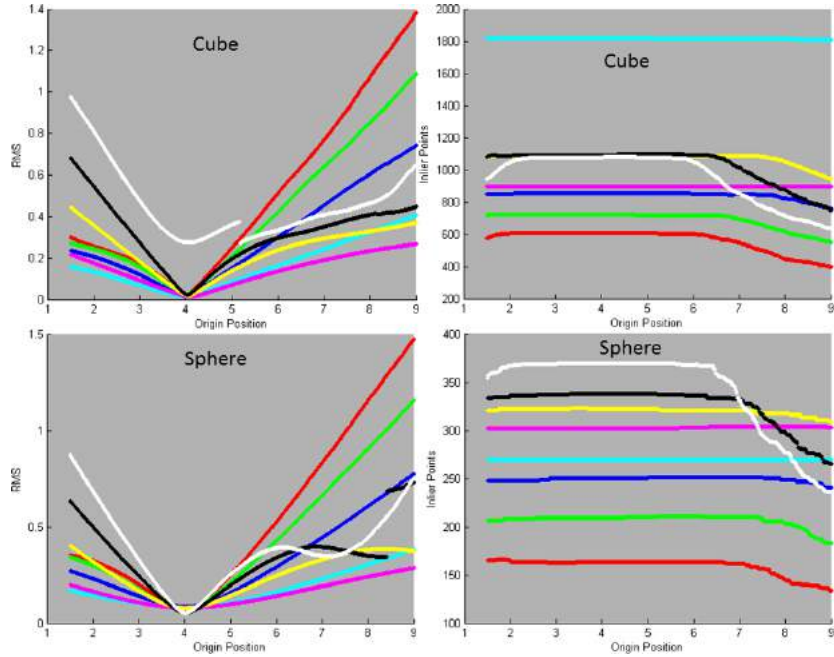 1.4
1.2
1
0.8
0.6
0.4
0.2
0
RMS
Cube
1 2 3 4 5 6 7 8 9
Origin Position
2000
1800
1600
1400
1200
1000
800
600
400
200
Inlier Points
Cube
1 2 3 4 5 6 7 8 9
Origin Position
1.5
1
0.5
0
RMS
Sphere
1 2 3 4 5 6 7 8 9
Origin Position
400
350
300
250
200
150
100
Inlier Points
Sphere
1 2 3 4 5 6 7 8 9
Origin Position